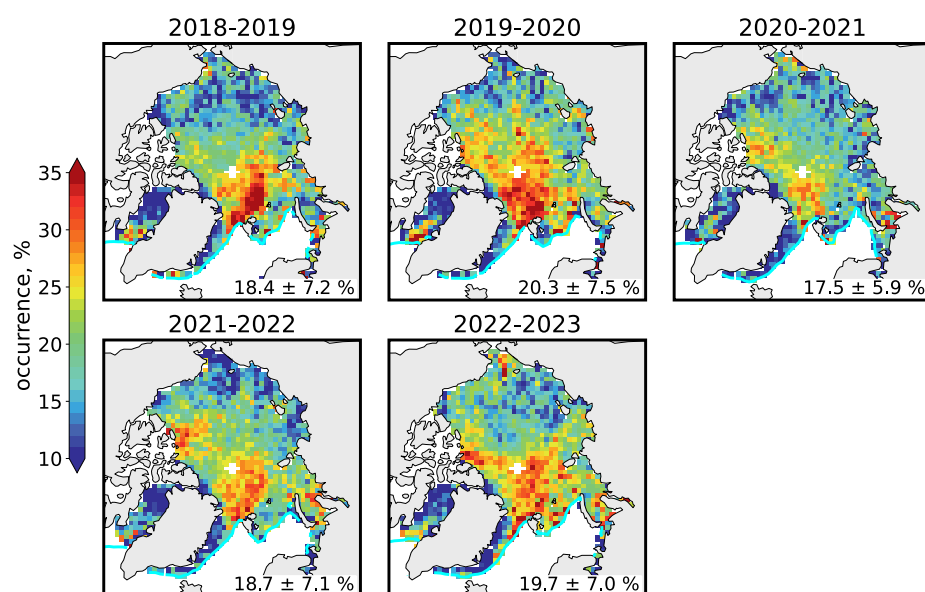 2018-2019
2019-2020
2020-2021
35
30
25
20
15
10
occurrence, %
18.4 ± 7.2 %
20.3 ± 7.5 %
17.5 ± 5.9 %
2021-2022
2022-2023
18.7 ± 7.1 %
19.7 ± 7.0 %